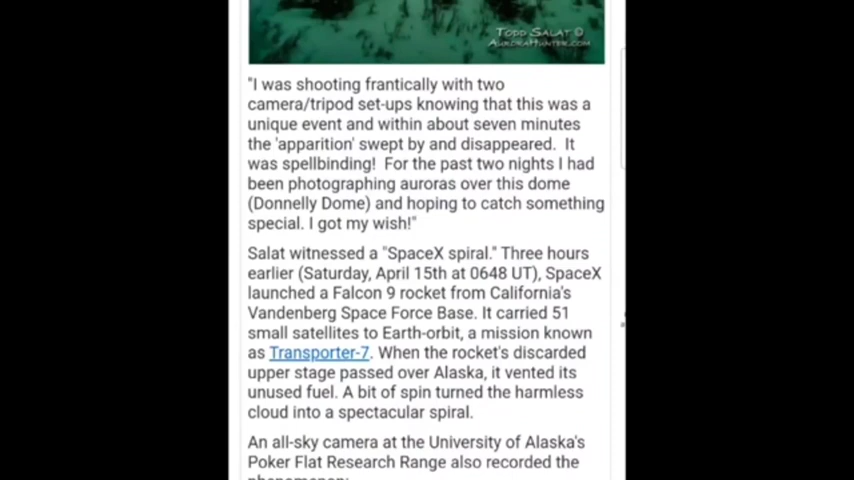 TODD SALAT ©
AURORAHUNTER.COM
"I was shooting frantically with two
camera/tripod set-ups knowing that this was a
unique event and within about seven minutes
the 'apparition' swept by and disappeared.  It
was spellbinding!  For the past two nights I had
been photographing auroras over this dome
(Donnelly Dome) and hoping to catch something
special. I got my wish!"
Salat witnessed a "SpaceX spiral." Three hours
earlier (Saturday, April 15th at 0648 UT), SpaceX
launched a Falcon 9 rocket from California's
Vandenberg Space Force Base. It carried 51
small satellites to Earth-orbit, a mission known
as Transporter-7. When the rocket's discarded
upper stage passed over Alaska, it vented its
unused fuel. A bit of spin turned the harmless
cloud into a spectacular spiral.
An all-sky camera at the University of Alaska's
Poker Flat Research Range also recorded the
phenomenon: